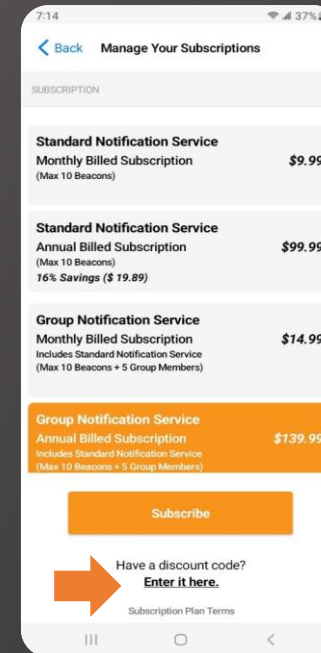 7:14 37%
Back Manage Your Subscriptions
SUBSCRIPTION
Standard Notification Service
Monthly Billed Subscription $9.99
(Max 10 Beacons)
Standard Notification Service
Annual Billed Subscription $99.99
(Max 10 Beacons)
16% Savings ($ 19.89)
Group Notification Service
Monthly Billed Subscription $14.99
Includes Standard Notification Service
(Max 10 Beacons + 5 Group Members)
Group Notification Service
Annual Billed Subscription $139.99
Includes Standard Notification Service
(Max 10 Beacons + 5 Group Members)
Subscribe
Have a discount code?
Enter it here.
Subscription Plan Terms